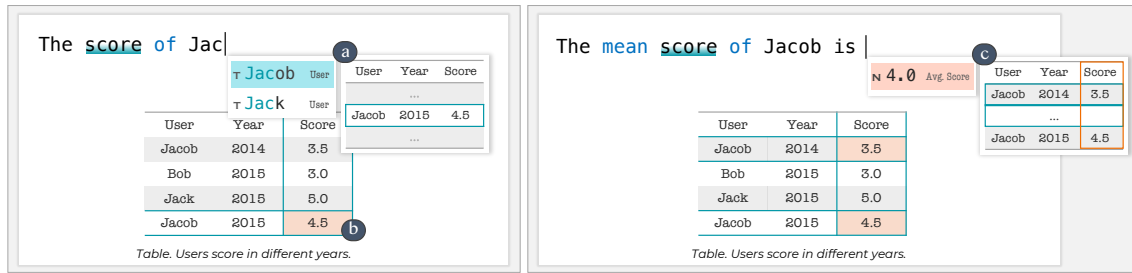 The score of Jac
a
T Jacob User
T Jack User
User Year Score
...
Jacob 2015 4.5
...
User Year Score
Jacob 2014 3.5
Bob 2015 3.0
Jack 2015 5.0
Jacob 2015 4.5
b
Table. Users score in different years.
The mean score of Jacob is
c
N 4.0 Avg. Score
User Year Score
Jacob 2014 3.5
...
Jacob 2015 4.5
User Year Score
Jacob 2014 3.5
Bob 2015 3.0
Jack 2015 5.0
Jacob 2015 4.5
Table. Users score in different years.